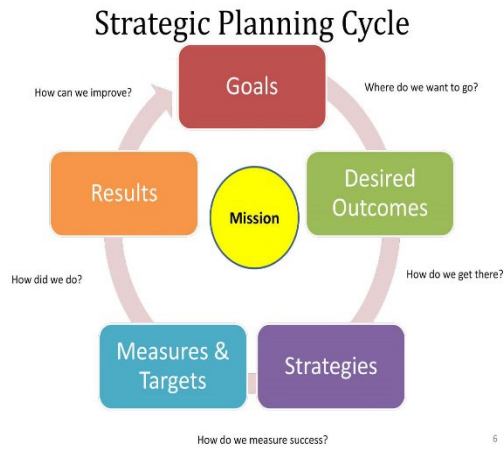 Strategic Planning Cycle
Goals
How can we improve?
Where do we want to go?
Results
Desired
Outcomes
Mission
How did we do?
How do we get there?
Measures &
Targets
Strategies
How do we measure success?
6